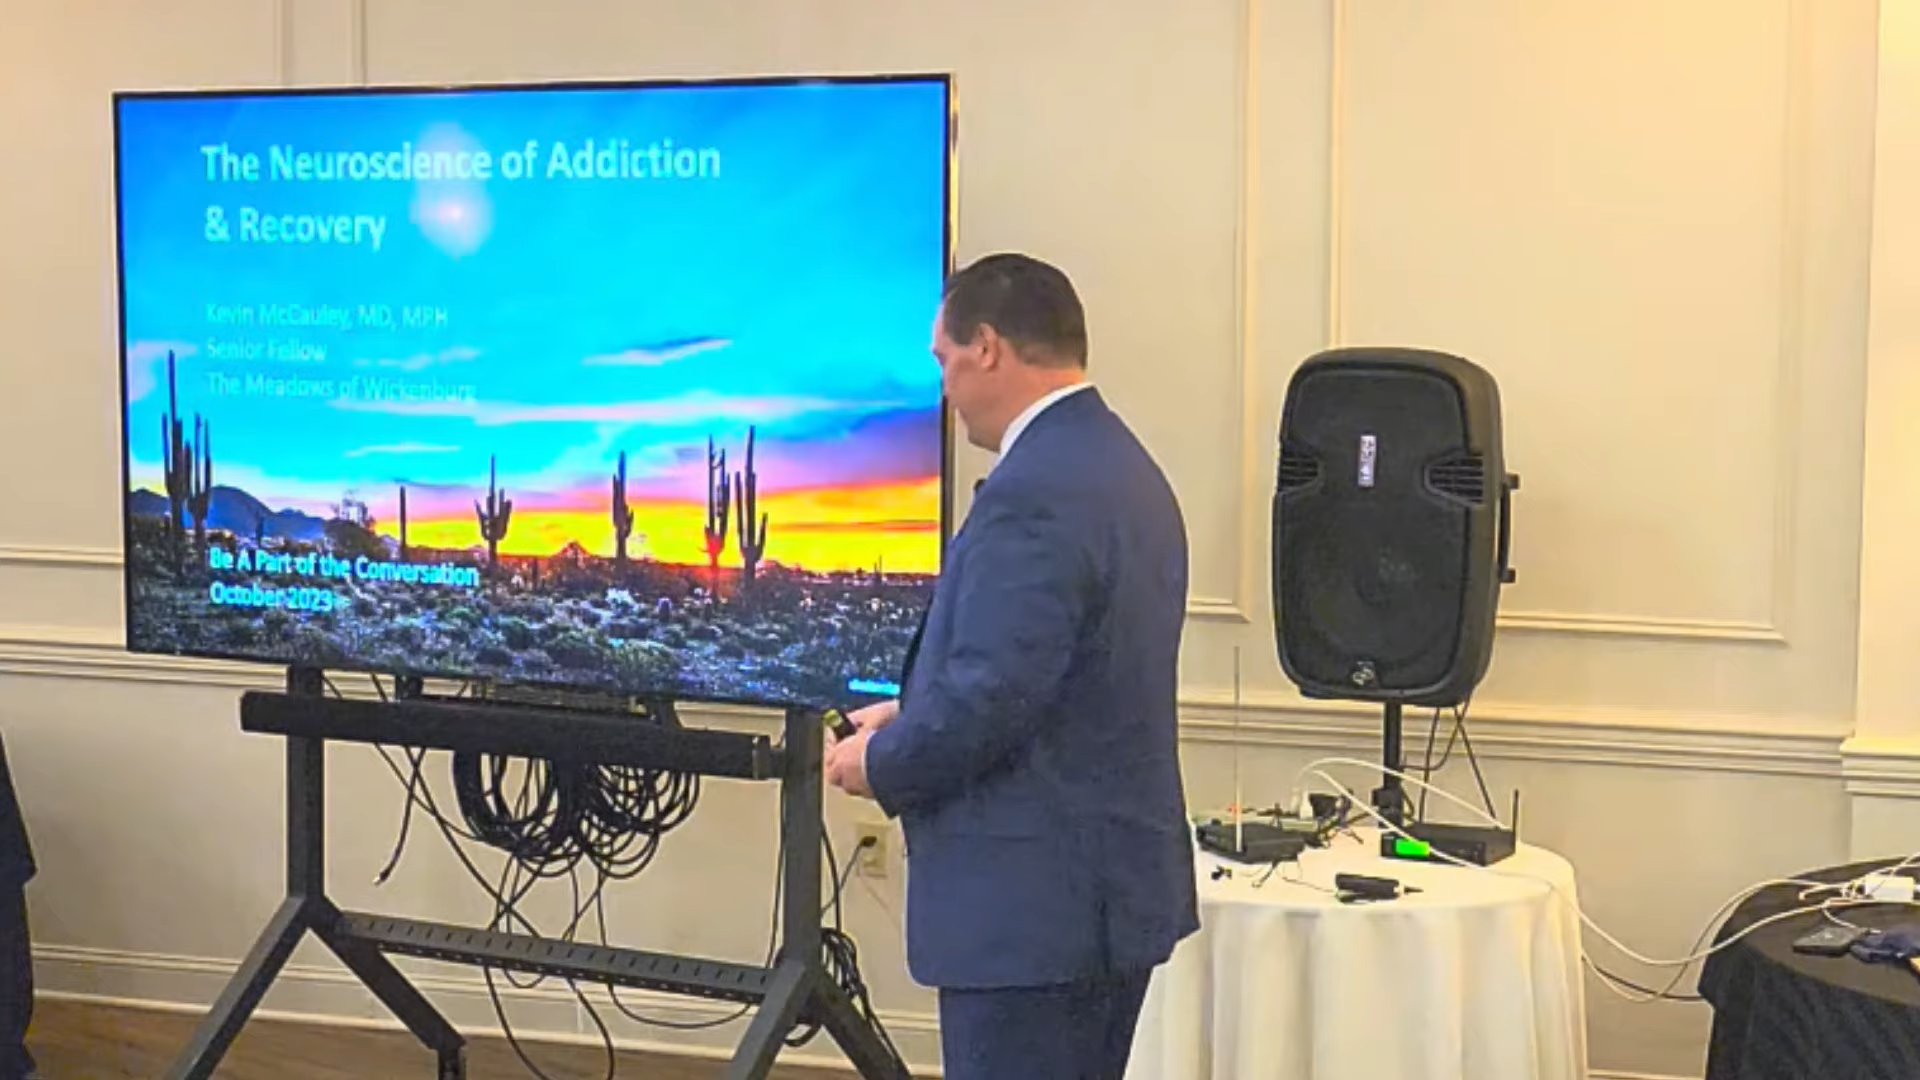 The Neuroscience of Addiction
& Recovery
Kevin McCauley, MD, MPH
Senior Fellow
The Meadows of Wickenburg
Be A Part of the Conversation
October 2023